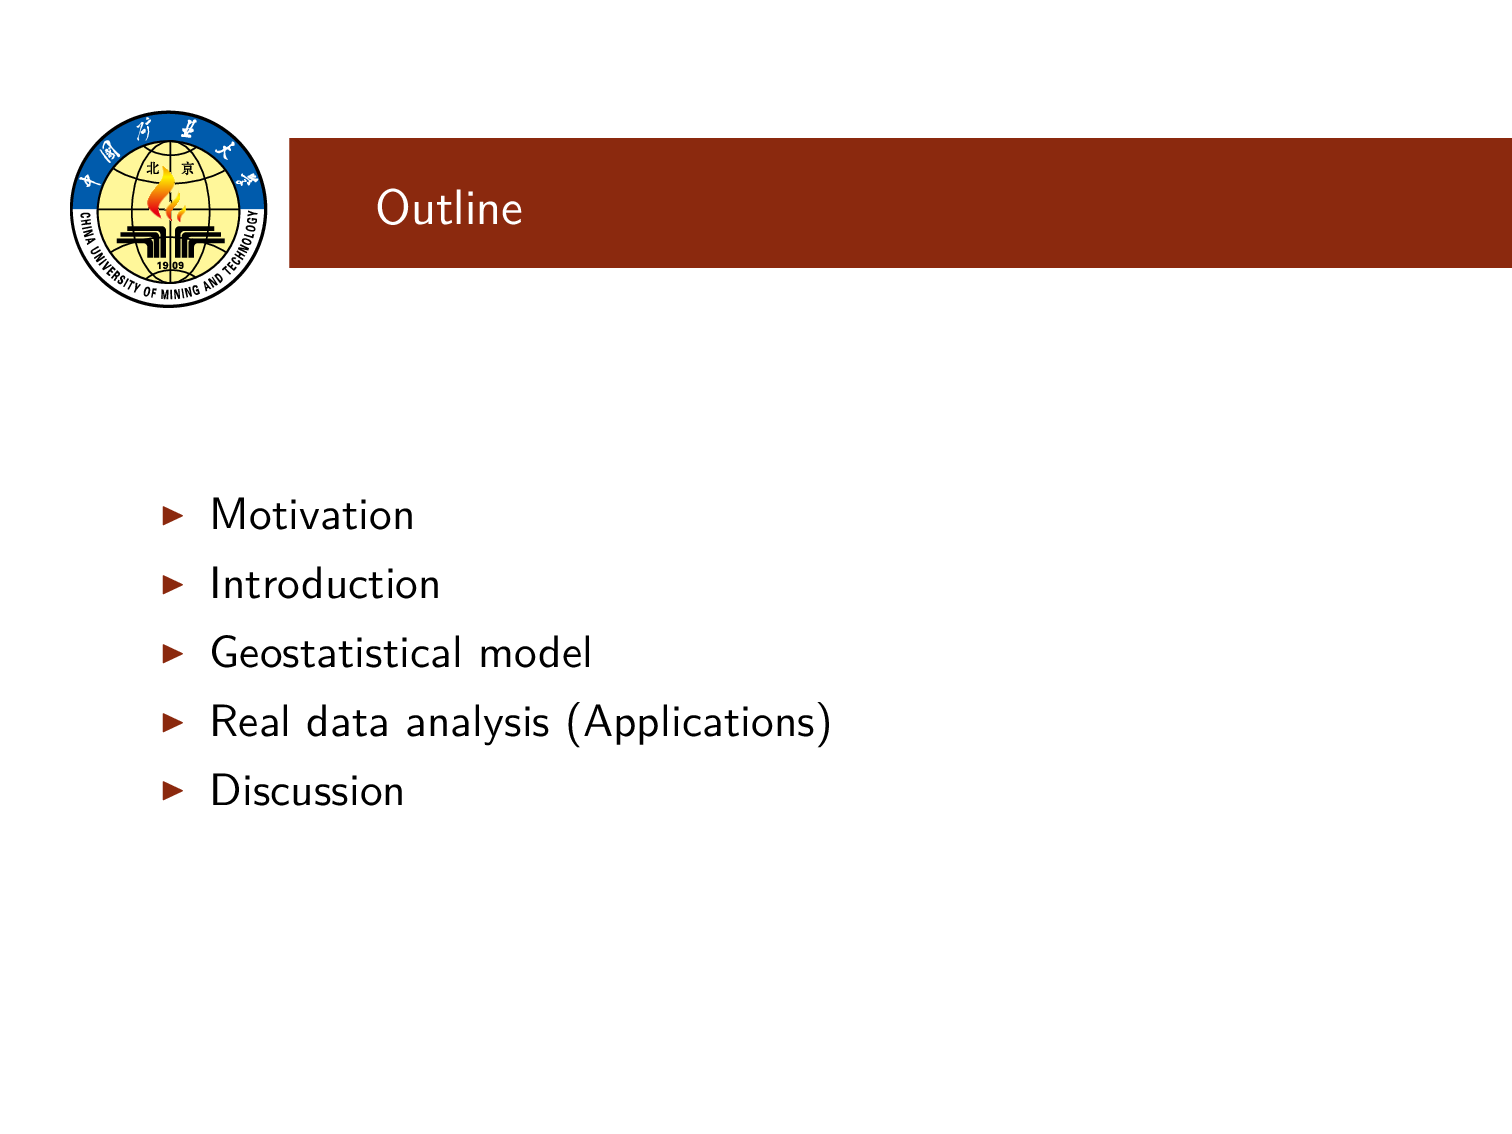 中国矿业大学
北京
1909
CHINA UNIVERSITY OF MINING AND TECHNOLOGY
Outline
Motivation
Introduction
Geostatistical model
Real data analysis (Applications)
Discussion